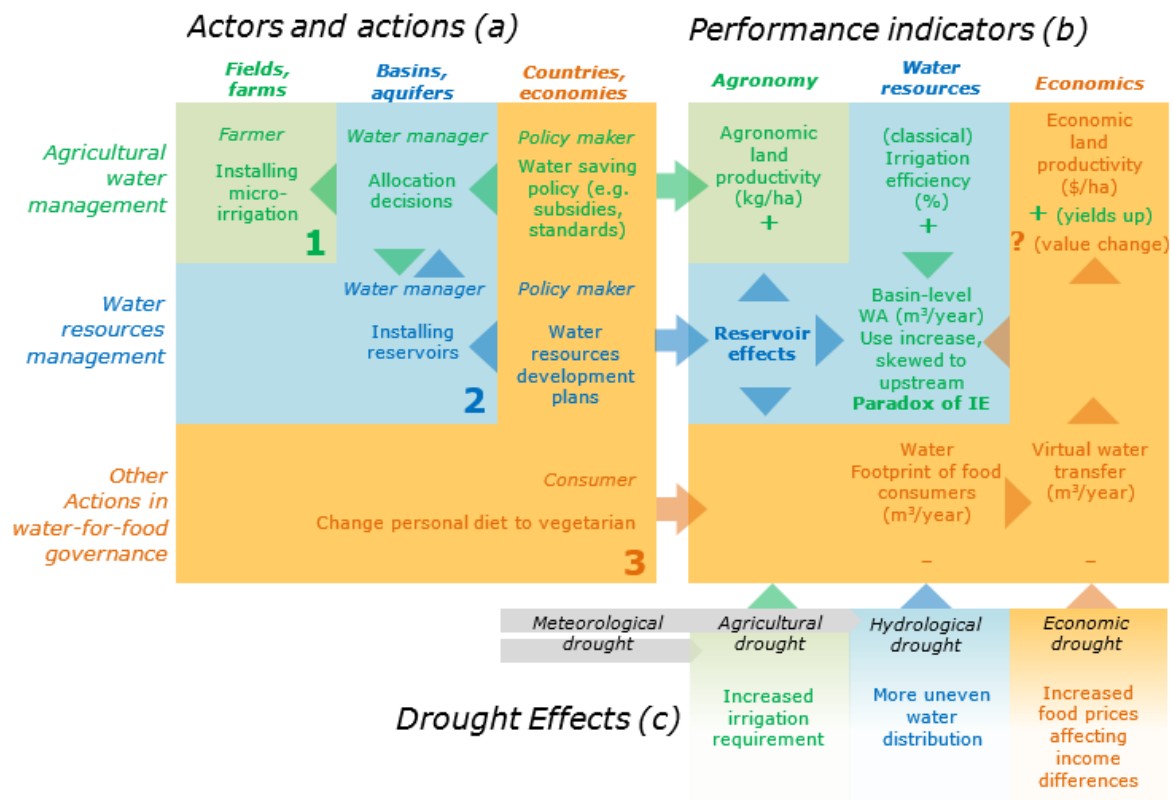 Actors and actions (a)
Performance indicators (b)
Fields,
farms
Basins,
aquifers
Countries,
economies
Agronomy
Water
resources
Economics
Agricultural
water
management
Farmer
Installing
micro-
irrigation
1
Water manager
Allocation
decisions
Policy maker
Water saving
policy (e.g.
subsidies,
standards)
Agronomic
land
productivity
(kg/ha)
+
(classical)
Irrigation
efficiency
(%)
+
Economic
land
productivity
($/ha)
+ (yields up)
? (value change)
Water
resources
management
Water manager
Installing
reservoirs
2
Policy maker
Water
resources
development
plans
Reservoir
effects
Basin-level
WA (m³/year)
Use increase,
skewed to
upstream
Paradox of IE
Other
Actions in
water-for-food
governance
Consumer
Change personal diet to vegetarian
3
Water
Footprint of food
consumers
(m³/year)
–
Virtual water
transfer
(m³/year)
–
Meteorological
drought
Agricultural
drought
Hydrological
drought
Economic
drought
Drought Effects (c)
Increased
irrigation
requirement
More uneven
water
distribution
Increased
food prices
affecting
income
differences